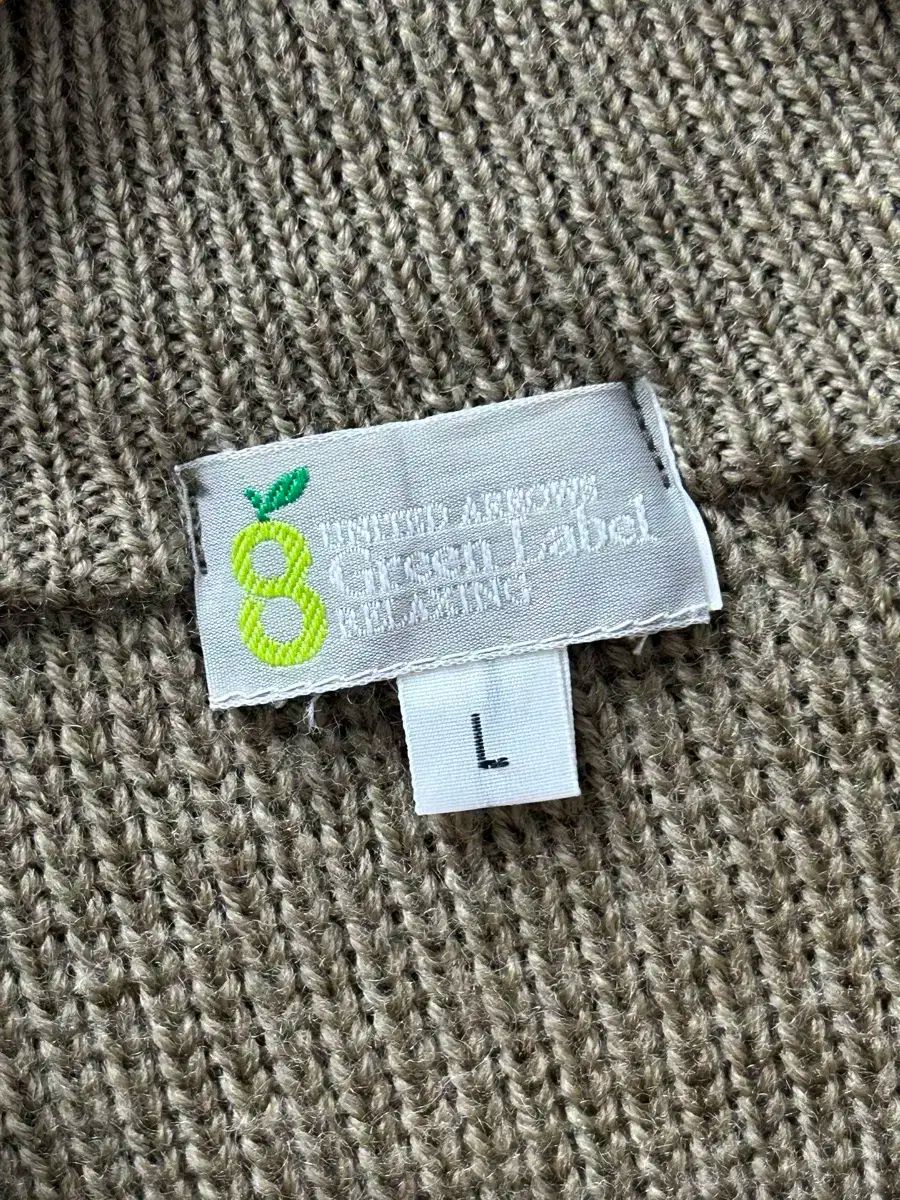 UNITED ARROWS
Green Label
RELAXING
L